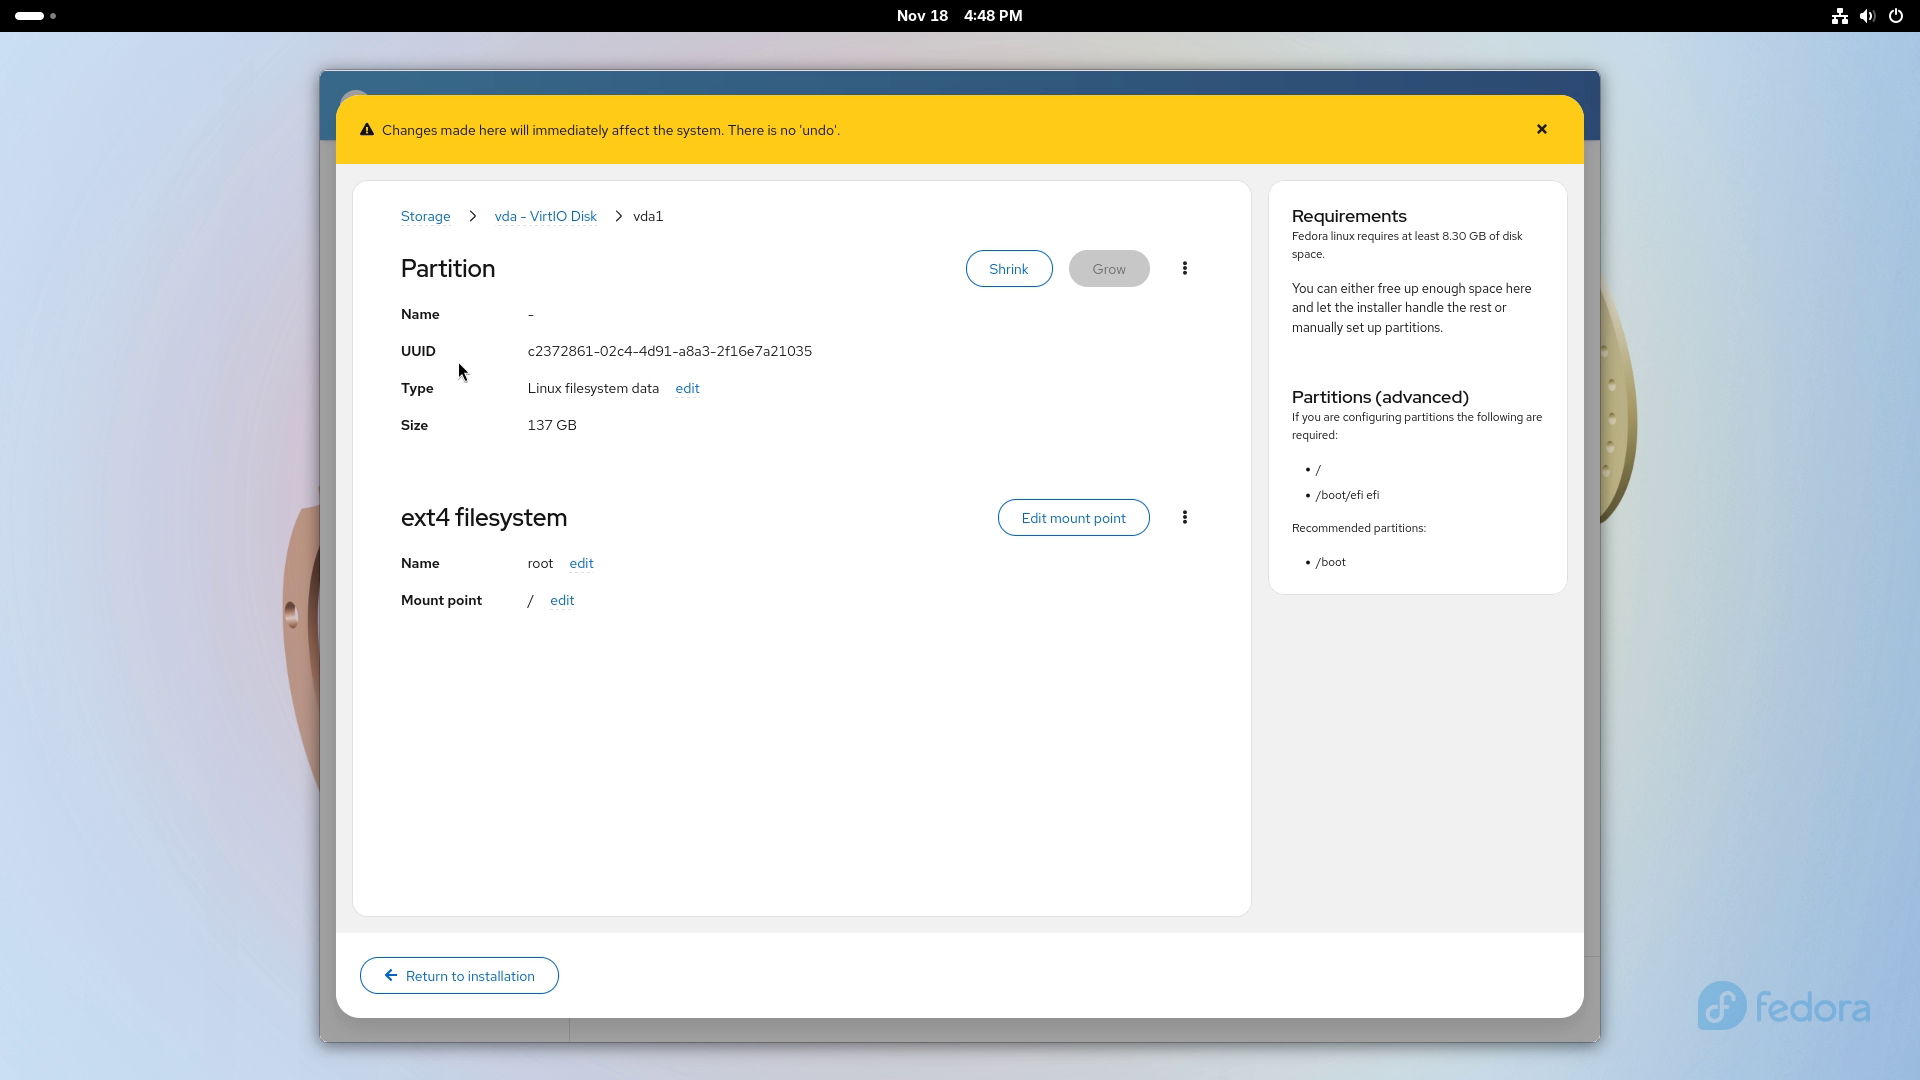 Nov 18 4:48 PM
Changes made here will immediately affect the system. There is no 'undo'.
Storage > vda - VirtIO Disk > vda1
Partition
Shrink
Grow
Name -
UUID c2372861-02c4-4d91-a8a3-2f16e7a21035
Type Linux filesystem data edit
Size 137 GB
ext4 filesystem
Edit mount point
Name root edit
Mount point / edit
Requirements
Fedora linux requires at least 8.30 GB of disk
space.
You can either free up enough space here
and let the installer handle the rest or
manually set up partitions.
Partitions (advanced)
If you are configuring partitions the following are
required:
• /
• /boot/efi efi
Recommended partitions:
• /boot
Return to installation
fedora